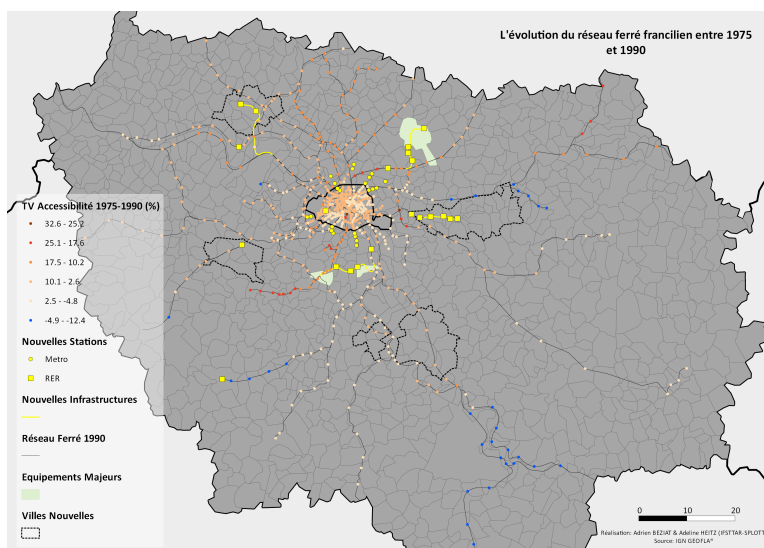 L'évolution du réseau ferré francilien entre 1975
et 1990
TV Accessibilité 1975-1990 (%)
32.6 - 25.2
25.1 - 17.6
17.5 - 10.2
10.1 - 2.6
2.5 - -4.8
-4.9 - -12.4
Nouvelles Stations
Metro
RER
Nouvelles Infrastructures
Réseau Ferré 1990
Equipements Majeurs
Villes Nouvelles
0 10 20
Réalisation: Adrien BEZIAT & Adeline HEITZ (IFSTTAR-SPLOTT
Source: IGN GEOFLA®